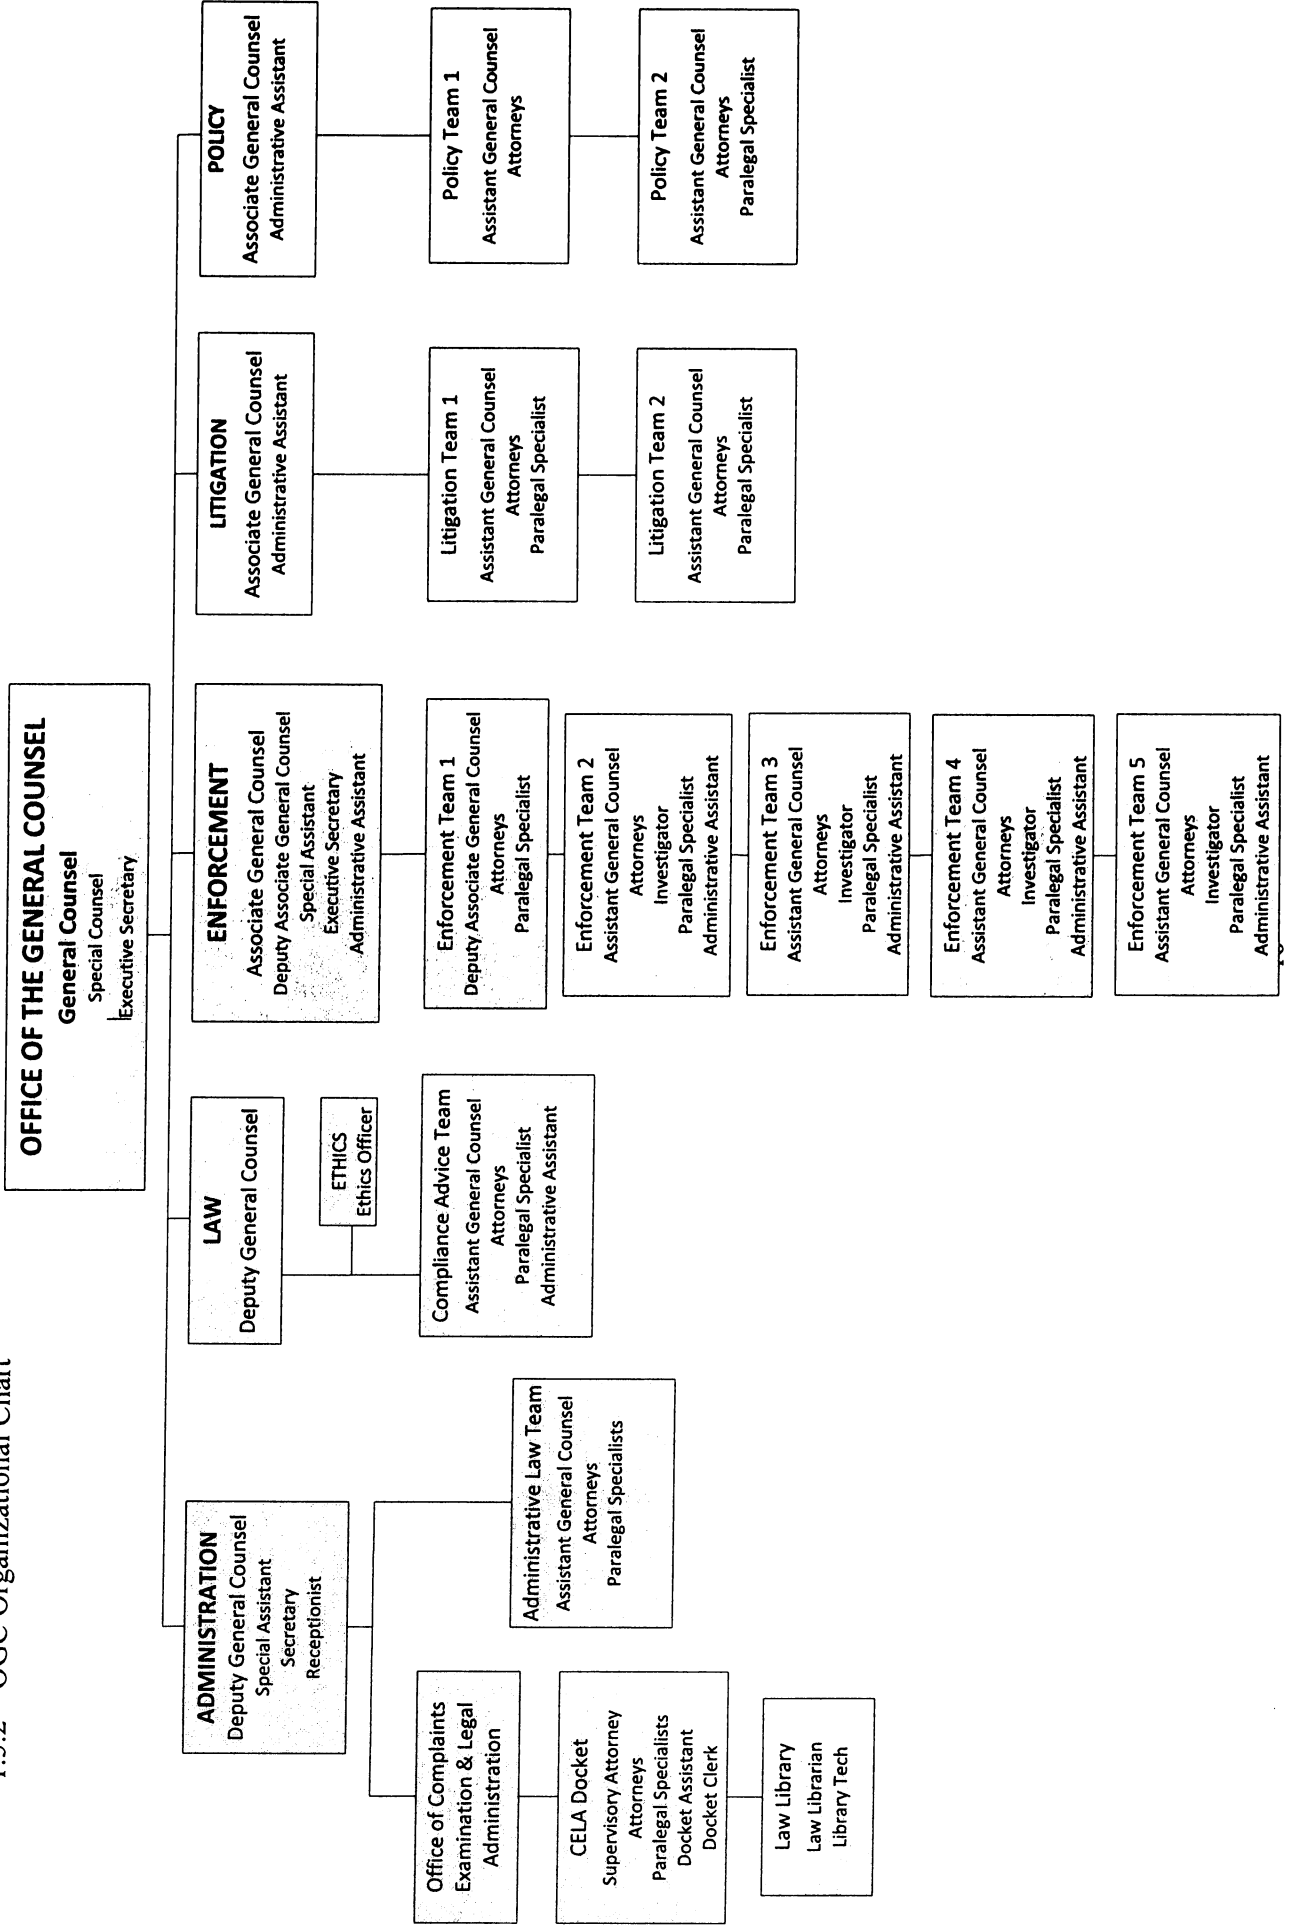 1.5.2 OGC Organizational Chart
OFFICE OF THE GENERAL COUNSEL
General Counsel
Special Counsel
Executive Secretary
ADMINISTRATION
Deputy General Counsel
Special Assistant
Secretary
Receptionist
Office of Complaints
Examination & Legal
Administration
CELA Docket
Supervisory Attorney
Attorneys
Paralegal Specialists
Docket Assistant
Docket Clerk
Law Library
Law Librarian
Library Tech
Administrative Law Team
Assistant General Counsel
Attorneys
Paralegal Specialists
LAW
Deputy General Counsel
ETHICS
Ethics Officer
Compliance Advice Team
Assistant General Counsel
Attorneys
Paralegal Specialist
Administrative Assistant
ENFORCEMENT
Associate General Counsel
Deputy Associate General Counsel
Special Assistant
Executive Secretary
Administrative Assistant
Enforcement Team 1
Deputy Associate General Counsel
Attorneys
Paralegal Specialist
Enforcement Team 2
Assistant General Counsel
Attorneys
Investigator
Paralegal Specialist
Administrative Assistant
Enforcement Team 3
Assistant General Counsel
Attorneys
Investigator
Paralegal Specialist
Administrative Assistant
Enforcement Team 4
Assistant General Counsel
Attorneys
Investigator
Paralegal Specialist
Administrative Assistant
Enforcement Team 5
Assistant General Counsel
Attorneys
Investigator
Paralegal Specialist
Administrative Assistant
LITIGATION
Associate General Counsel
Administrative Assistant
Litigation Team 1
Assistant General Counsel
Attorneys
Paralegal Specialist
Litigation Team 2
Assistant General Counsel
Attorneys
Paralegal Specialist
POLICY
Associate General Counsel
Administrative Assistant
Policy Team 1
Assistant General Counsel
Attorneys
Policy Team 2
Assistant General Counsel
Attorneys
Paralegal Specialist